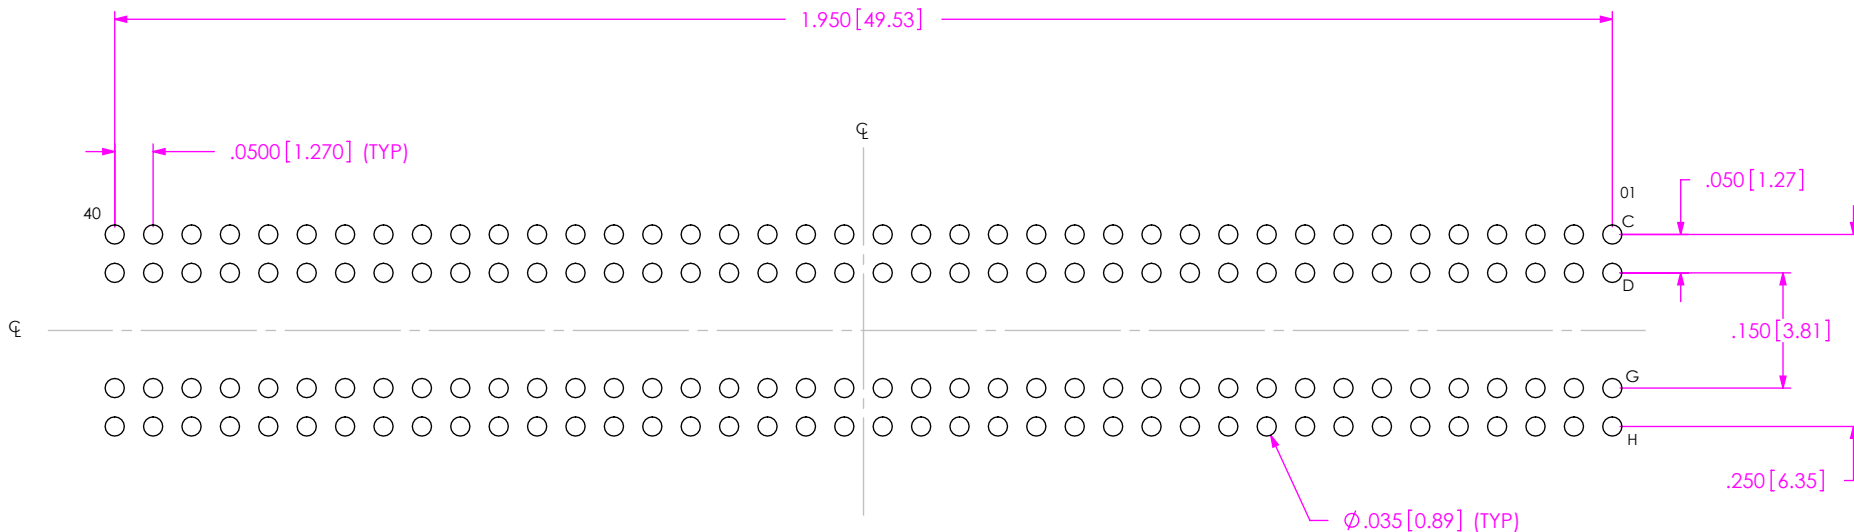 1.950 [49.53]
℄
.0500 [1.270] (TYP)
.050 [1.27]
01
40
C
D
℄
.150 [3.81]
G
H
.250 [6.35]
Ø.035 [0.89] (TYP)